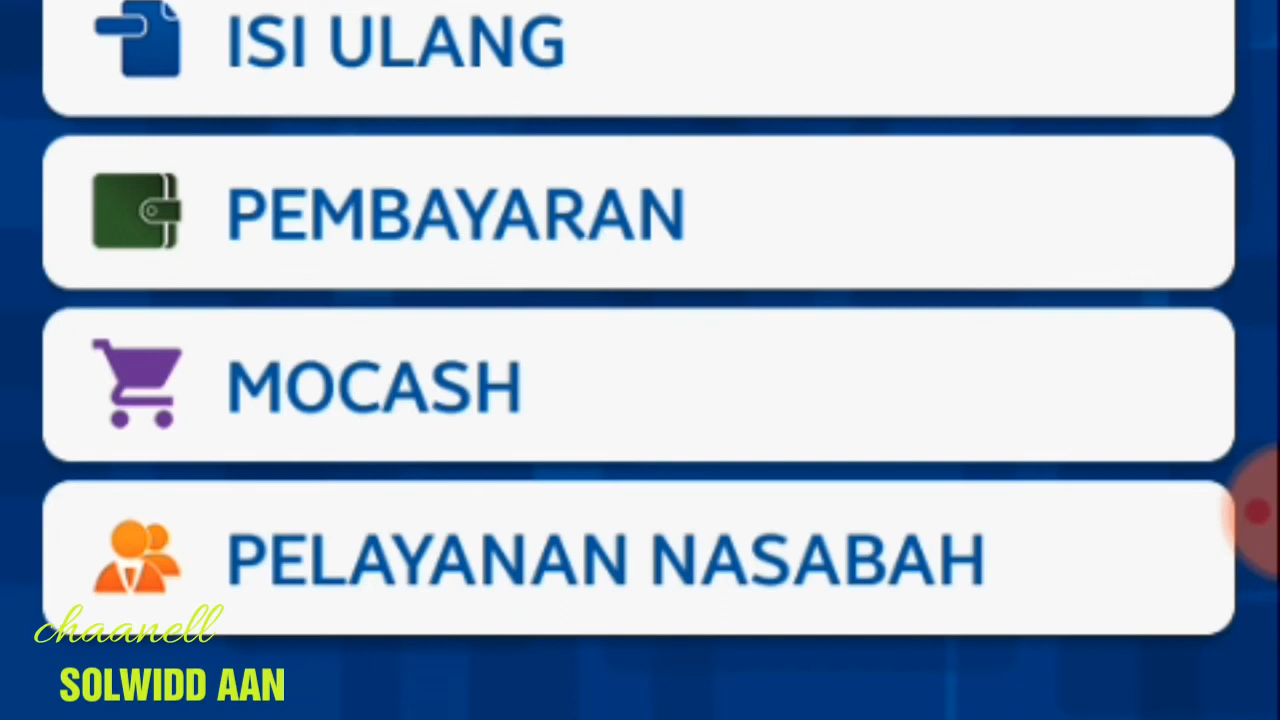 ISI ULANG
PEMBAYARAN
MOCASH
PELAYANAN NASABAH
chaanell
SOLWIDD AAN